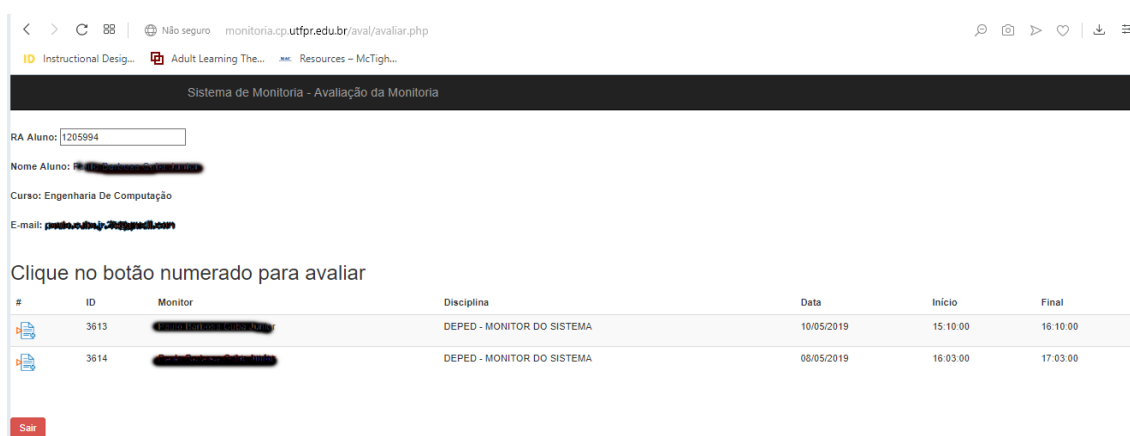 Não seguro monitoria.cp.utfpr.edu.br/aval/avaliar.php
ID Instructional Desig... Adult Learning The... Resources – McTigh...
Sistema de Monitoria - Avaliação da Monitoria
RA Aluno: 1205994
Nome Aluno:
Curso: Engenharia De Computação
E-mail:
Clique no botão numerado para avaliar
# ID Monitor Disciplina Data Início Final
3613 DEPED - MONITOR DO SISTEMA 10/05/2019 15:10:00 16:10:00
3614 DEPED - MONITOR DO SISTEMA 08/05/2019 16:03:00 17:03:00
Sair